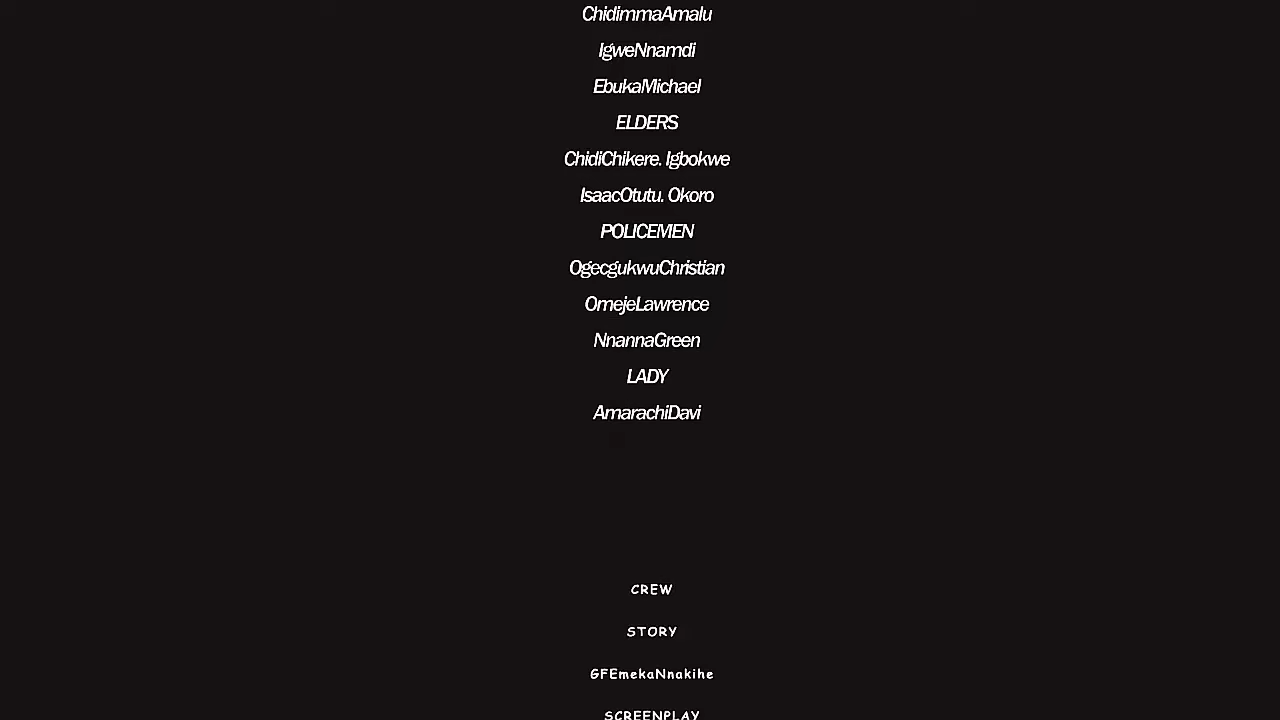 ChidimmaAmalu
IgweNnamdi
EbukaMichael
ELDERS
ChidiChikere. Igbokwe
IsaacOtutu. Okoro
POLICEMEN
OgecgukwuChristian
OmejeLawrence
NnannaGreen
LADY
AmarachiDavi
CREW
STORY
GFEmekaNnakihe
SCREENPLAY